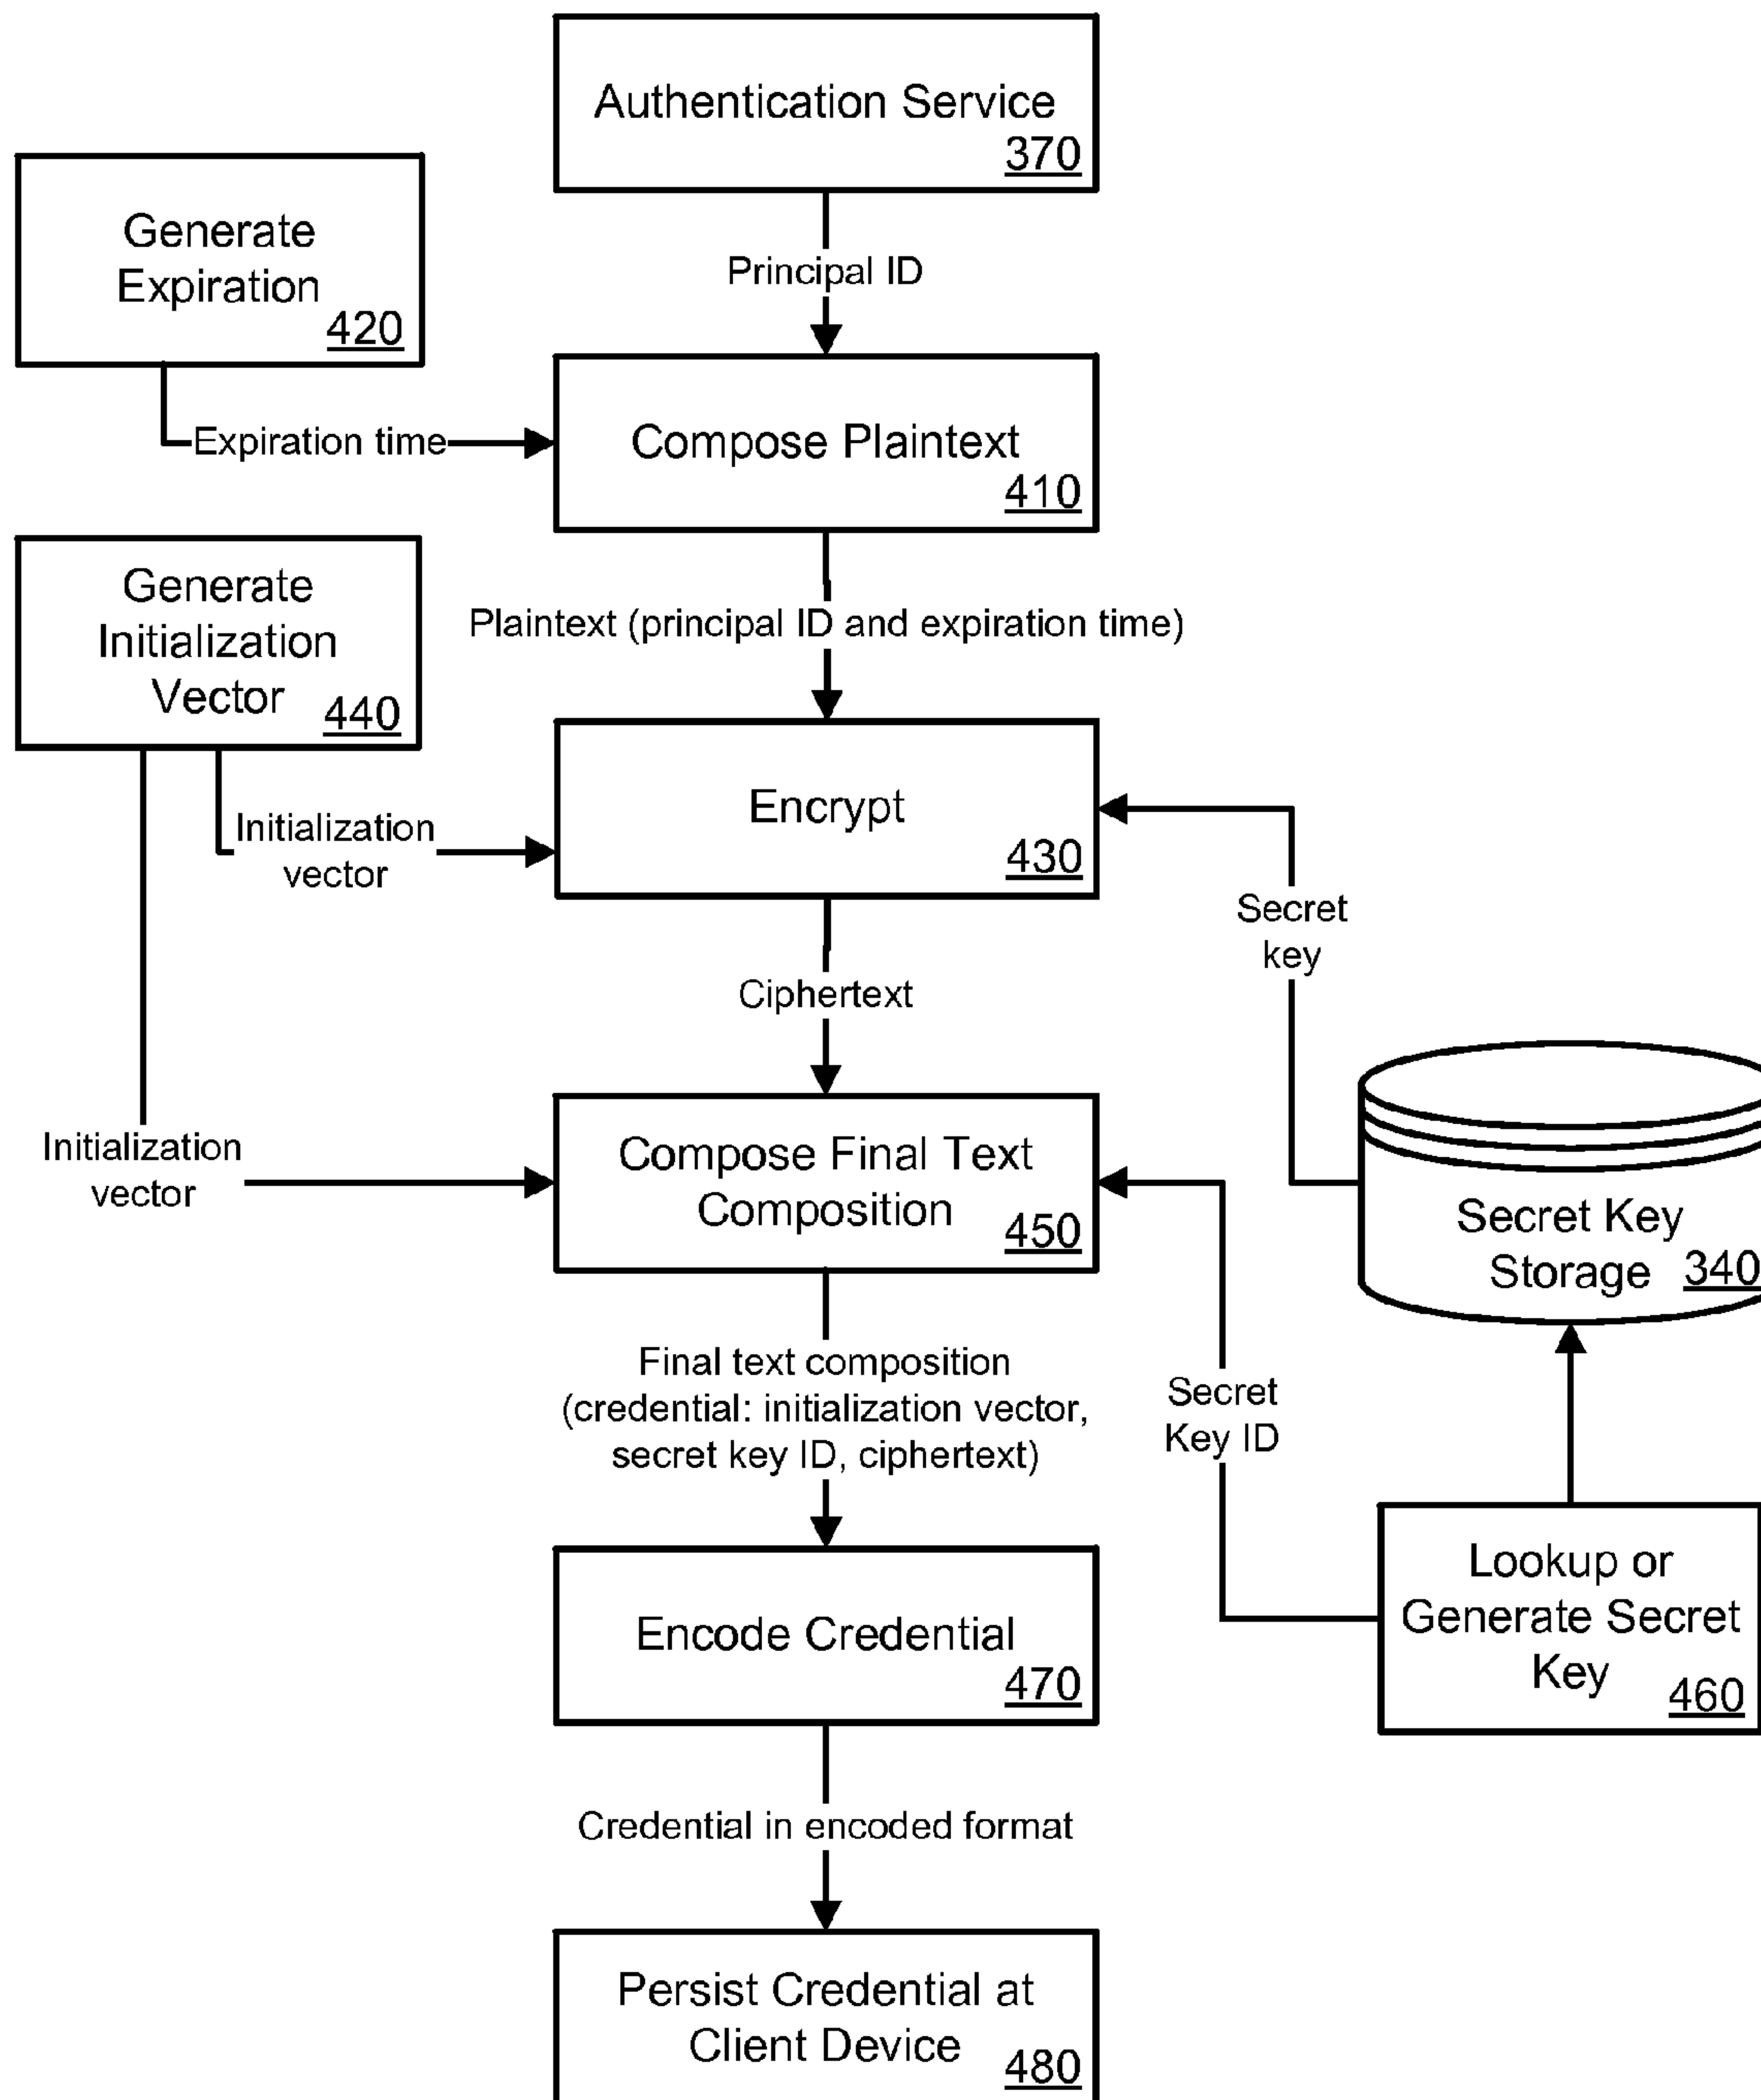 Authentication Service
370
Generate
Expiration
420
Principal ID
Expiration time
Compose Plaintext
410
Generate
Initialization
Vector
440
Plaintext (principal ID and expiration time)
Initialization
vector
Encrypt
430
Secret
key
Ciphertext
Initialization
vector
Compose Final Text
Composition
450
Secret Key
Storage
340
Final text composition
(credential: initialization vector,
secret key ID, ciphertext)
Secret
Key ID
Lookup or
Generate Secret
Key
460
Encode Credential
470
Credential in encoded format
Persist Credential at
Client Device
480